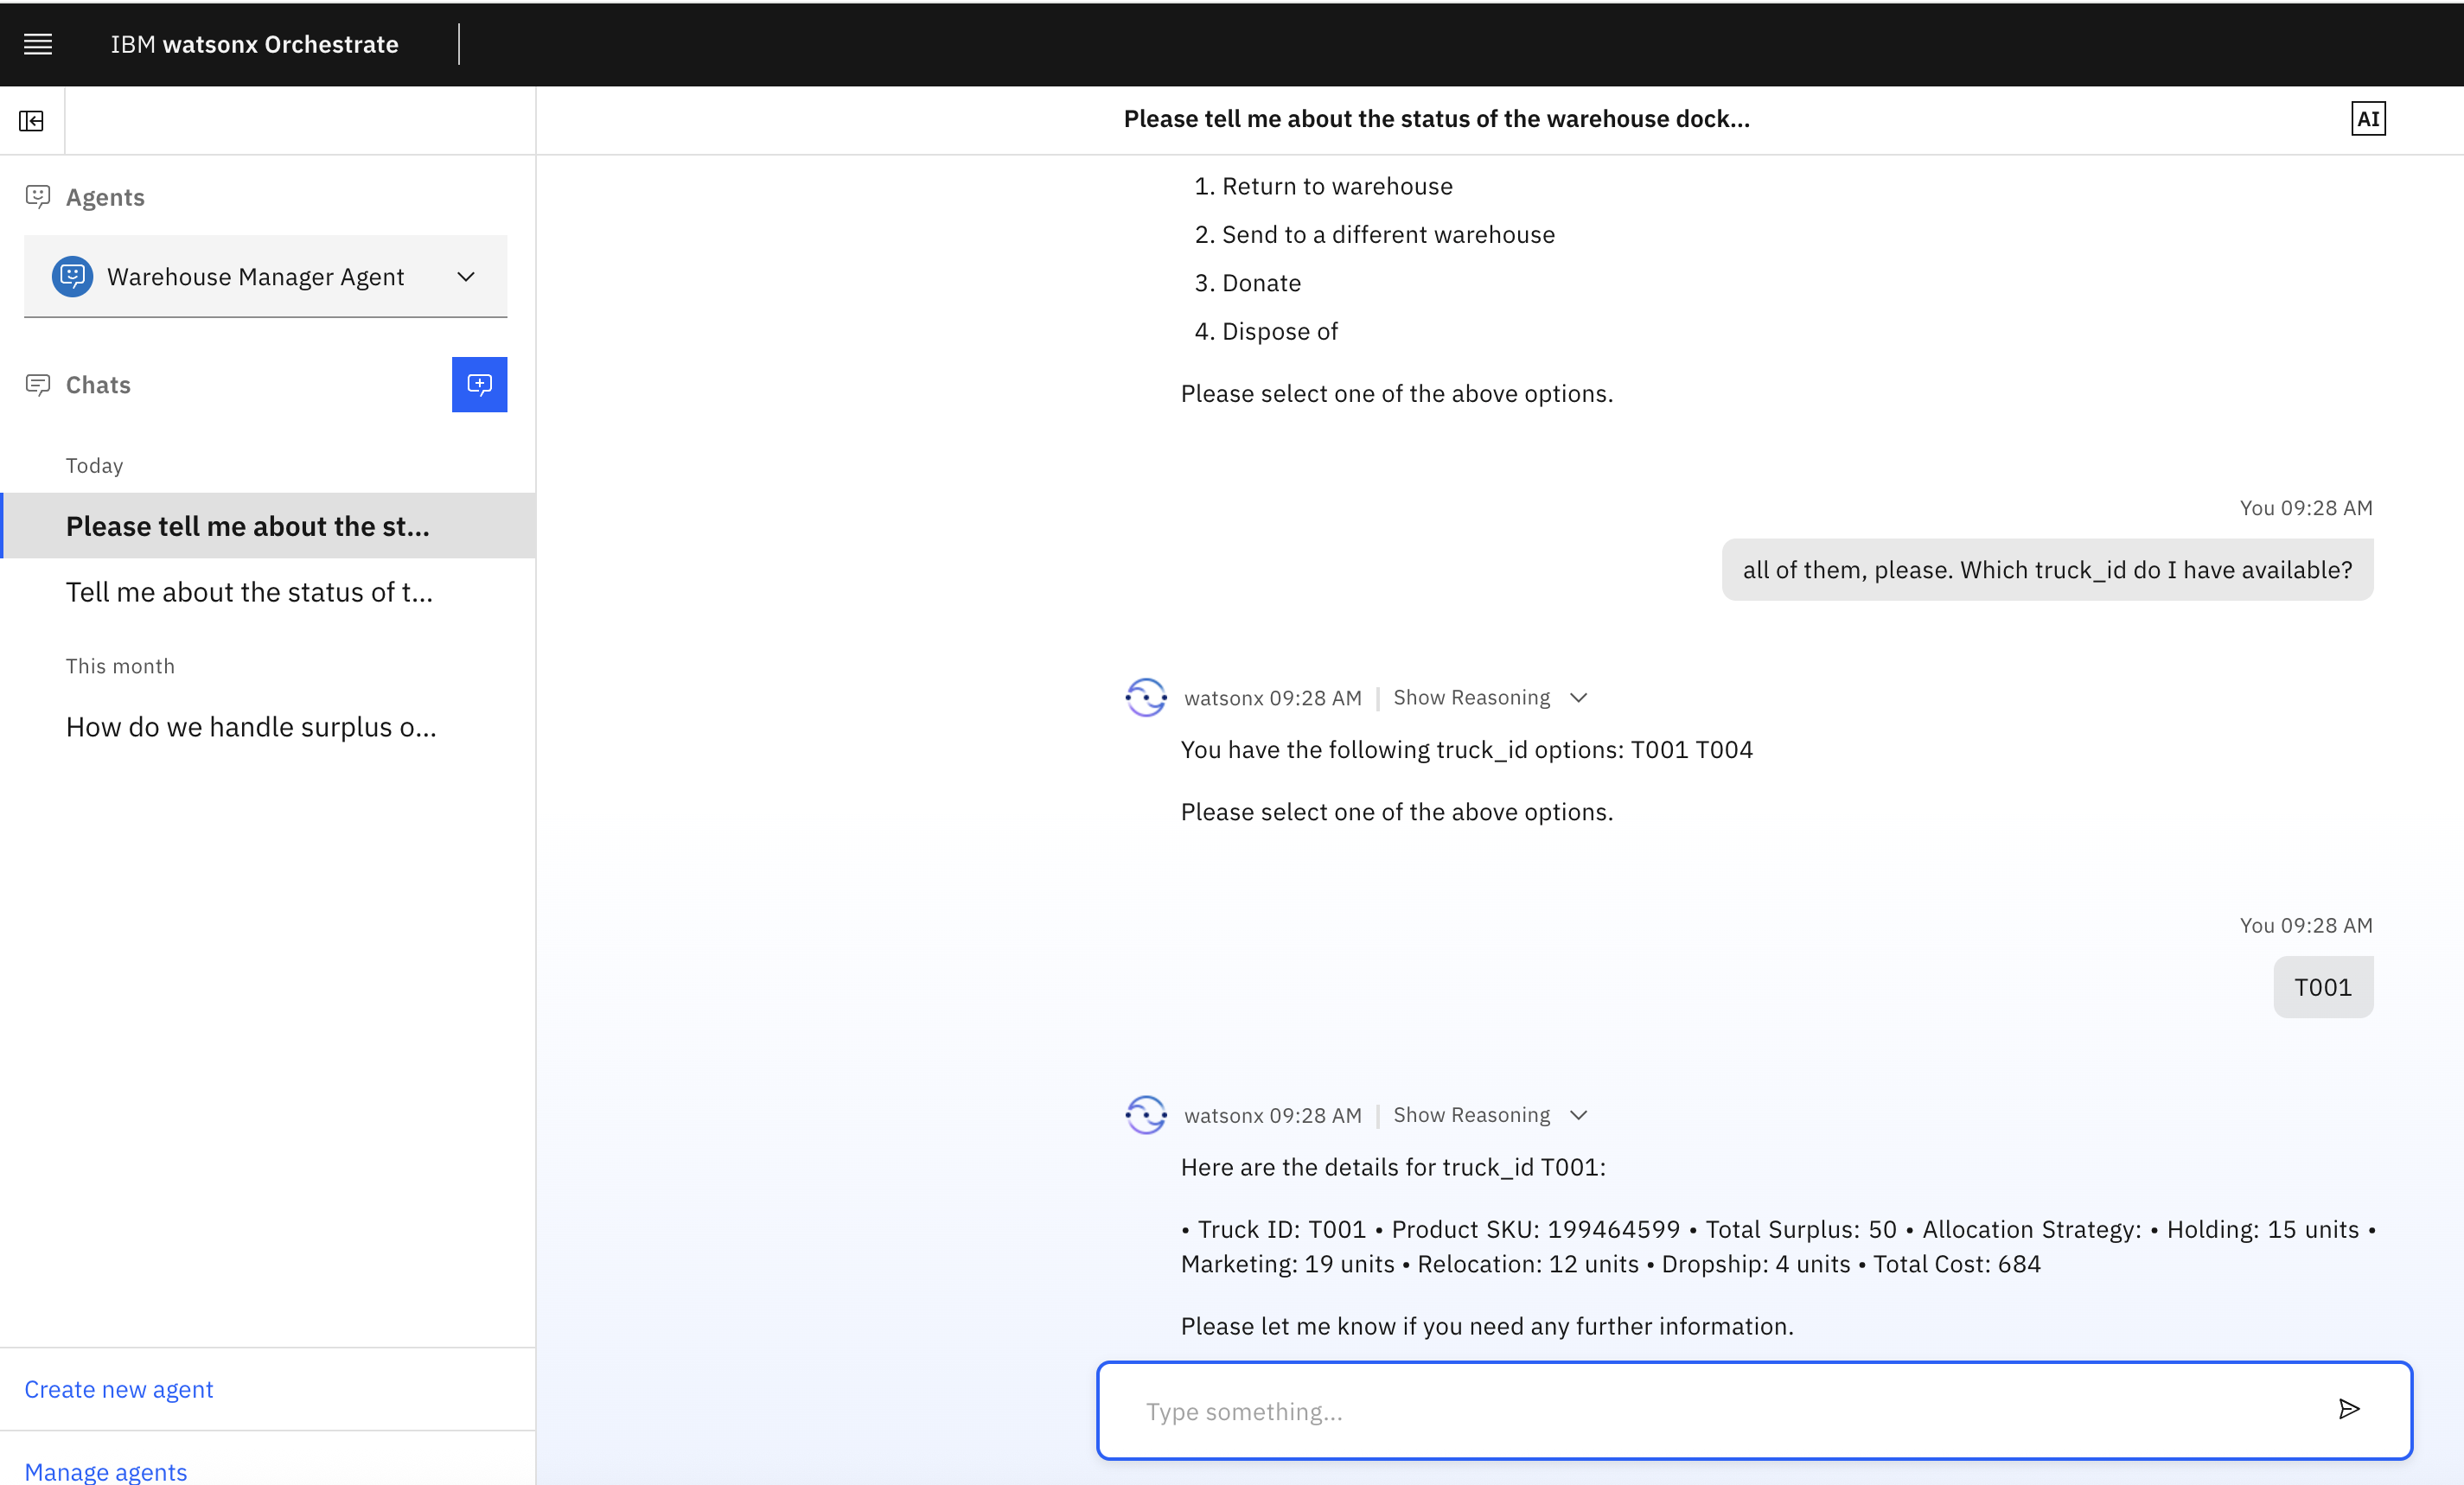 IBM watsonx Orchestrate
Please tell me about the status of the warehouse dock...
AI
Agents
Warehouse Manager Agent
Chats
Today
Please tell me about the st...
Tell me about the status of t...
This month
How do we handle surplus o...
Create new agent
Manage agents
1. Return to warehouse
2. Send to a different warehouse
3. Donate
4. Dispose of
Please select one of the above options.
You 09:28 AM
all of them, please. Which truck_id do I have available?
watsonx 09:28 AM | Show Reasoning
You have the following truck_id options: T001 T004
Please select one of the above options.
You 09:28 AM
T001
watsonx 09:28 AM | Show Reasoning
Here are the details for truck_id T001:
• Truck ID: T001 • Product SKU: 199464599 • Total Surplus: 50 • Allocation Strategy: • Holding: 15 units •
Marketing: 19 units • Relocation: 12 units • Dropship: 4 units • Total Cost: 684
Please let me know if you need any further information.
Type something...